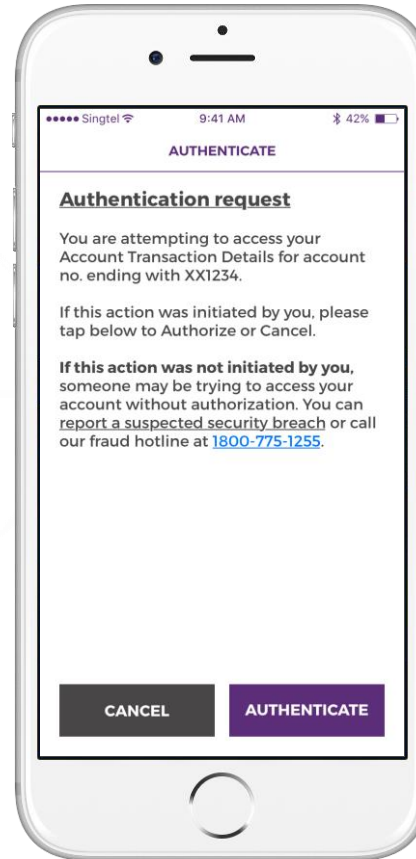 ●●●●● Singtel 9:41 AM 42%
AUTHENTICATE
Authentication request
You are attempting to access your
Account Transaction Details for account
no. ending with XX1234.
If this action was initiated by you, please
tap below to Authorize or Cancel.
If this action was not initiated by you,
someone may be trying to access your
account without authorization. You can
report a suspected security breach or call
our fraud hotline at 1800-775-1255.
CANCEL AUTHENTICATE